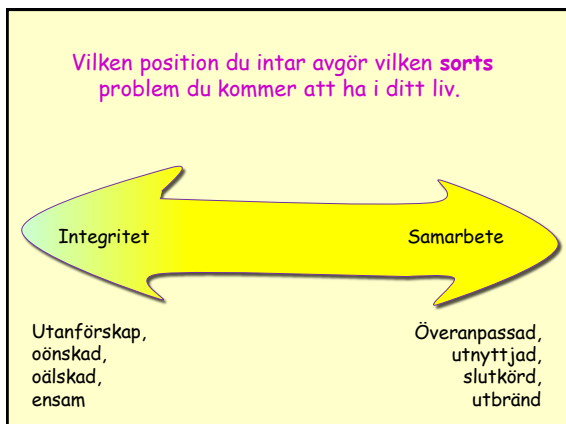 Vilken position du intar avgör vilken sorts
problem du kommer att ha i ditt liv.
Integritet
Samarbete
Utanförskap,
oönskad,
oälskad,
ensam
Överanpassad,
utnyttjad,
slutkörd,
utbränd